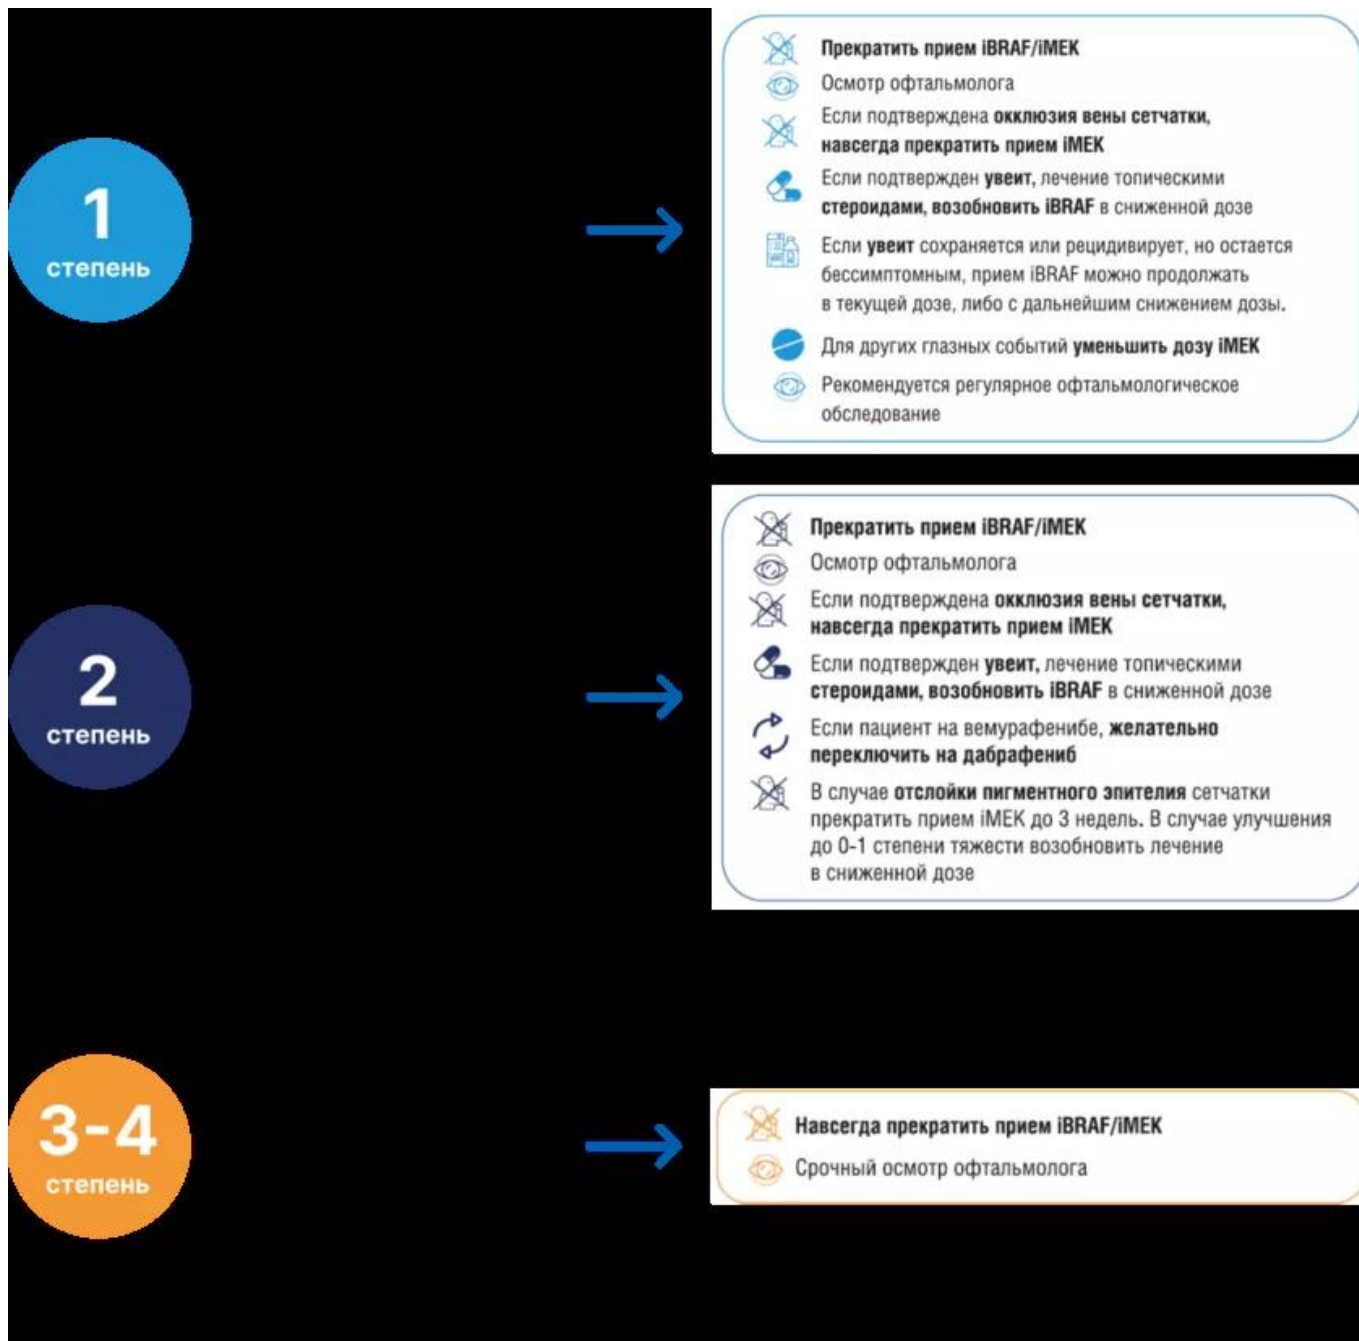 1
степень
Прекратить прием iBRAF/iMEK
Осмотр офтальмолога
Если подтверждена окклюзия вены сетчатки,
навсегда прекратить прием iMEK
Если подтвержден увеит, лечение топическими
стероидами, возобновить iBRAF в сниженной дозе
Если увеит сохраняется или рецидивирует, но остается
бессимптомным, прием iBRAF можно продолжать
в текущей дозе, либо с дальнейшим снижением дозы.
Для других глазных событий уменьшить дозу iMEK
Рекомендуется регулярное офтальмологическое
обследование
2
степень
Прекратить прием iBRAF/iMEK
Осмотр офтальмолога
Если подтверждена окклюзия вены сетчатки,
навсегда прекратить прием iMEK
Если подтвержден увеит, лечение топическими
стероидами, возобновить iBRAF в сниженной дозе
Если пациент на вемурафенибе, желательно
переключить на дабрафениб
В случае отслойки пигментного эпителия сетчатки
прекратить прием iMEK до 3 недель. В случае улучшения
до 0-1 степени тяжести возобновить лечение
в сниженной дозе
3-4
степень
Навсегда прекратить прием iBRAF/iMEK
Срочный осмотр офтальмолога